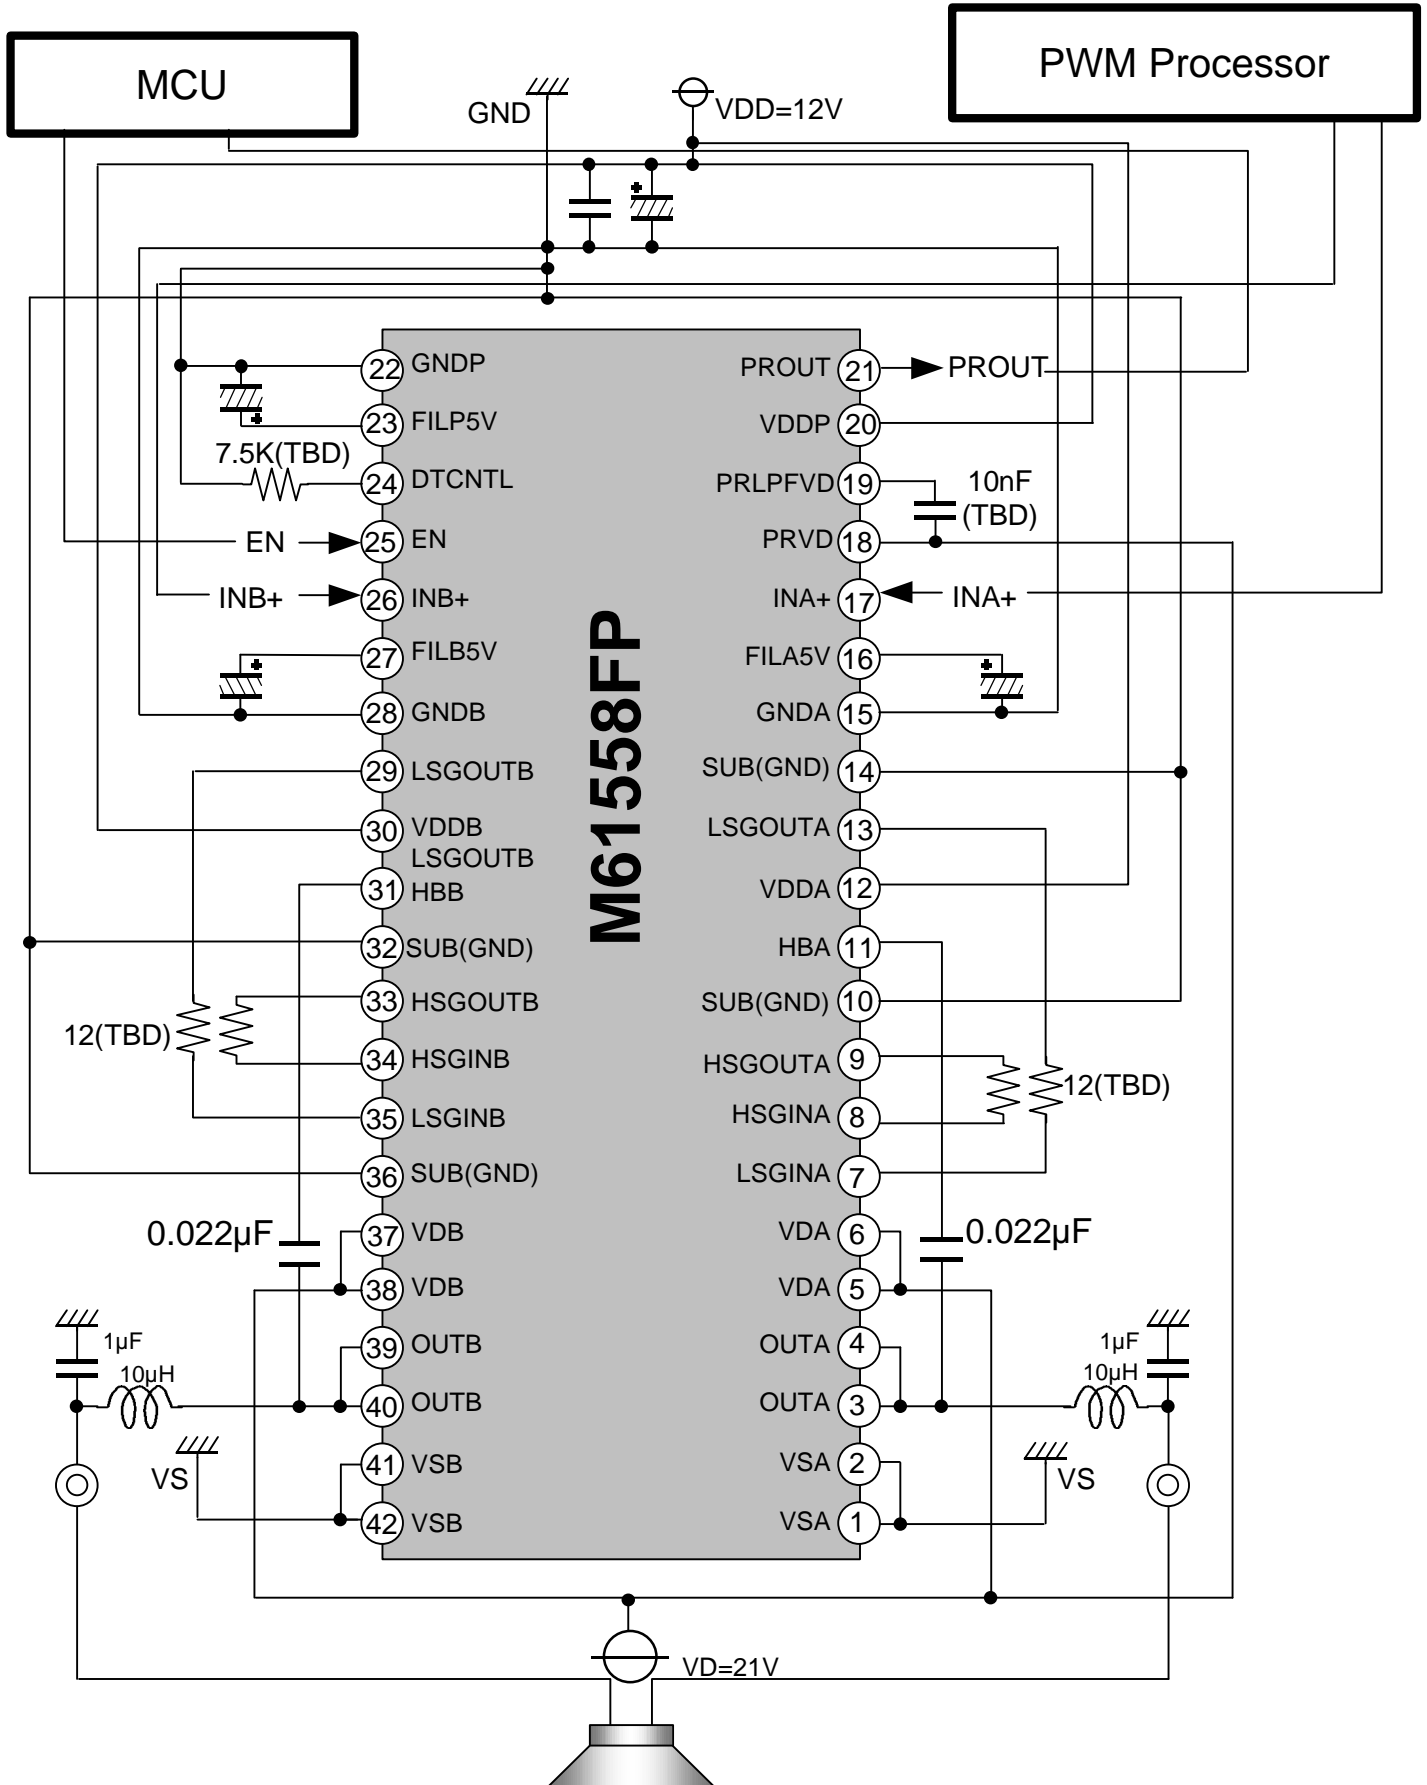 MCU
PWM Processor
GND
VDD=12V
22 GNDP
PROUT 21 PROUT
23 FILP5V
VDDP 20
7.5K(TBD)
24 DTCNTL
PRLPFVD 19
10nF
(TBD)
EN 25 EN
PRVD 18
INB+ 26 INB+
INA+ 17 INA+
27 FILB5V
FILA5V 16
28 GNDB
GNDA 15
M61558FP
29 LSGOUTB
SUB(GND) 14
30 VDDB
LSGOUTB
LSGOUTA 13
31 HBB
VDDA 12
32 SUB(GND)
HBA 11
33 HSGOUTB
SUB(GND) 10
12(TBD)
34 HSGINB
HSGOUTA 9
12(TBD)
35 LSGINB
HSGINA 8
36 SUB(GND)
LSGINA 7
0.022µF
37 VDB
VDA 6
0.022µF
38 VDB
VDA 5
1µF
39 OUTB
OUTA 4
1µF
10µH
10µH
40 OUTB
OUTA 3
VS
41 VSB
VSA 2
VS
42 VSB
VSA 1
VD=21V